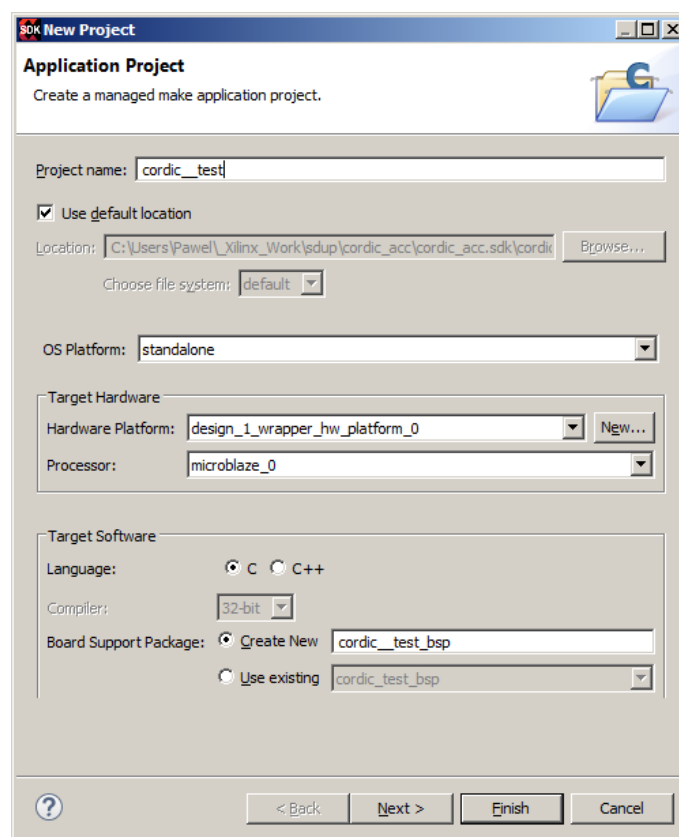 SDK New Project
Application Project
Create a managed make application project.
Project name: cordic__test
Use default location
Location: C:\Users\Pawel\_Xilinx_Work\sdup\cordic_acc\cordic_acc.sdk\cordic Browse...
Choose file system: default
OS Platform: standalone
Target Hardware
Hardware Platform: design_1_wrapper_hw_platform_0 New...
Processor: microblaze_0
Target Software
Language: C C++
Compiler: 32-bit
Board Support Package: Create New cordic__test_bsp
Use existing cordic_test_bsp
? < Back Next > Finish Cancel